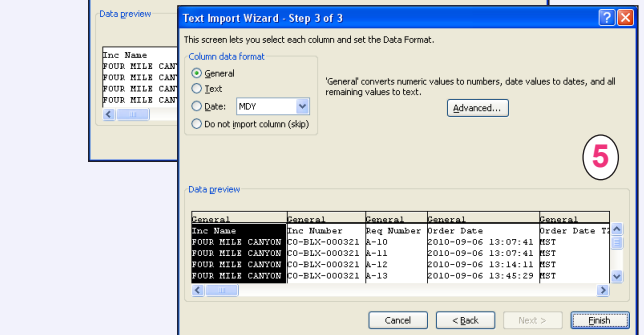 Data preview
Inc Name
FOUR MILE CAN
FOUR MILE CAN
FOUR MILE CAN
FOUR MILE CAN
Text Import Wizard - Step 3 of 3
This screen lets you select each column and set the Data Format.
Column data format
General
Text
Date: MDY
Do not import column (skip)
'General' converts numeric values to numbers, date values to dates, and all
remaining values to text.
Advanced...
5
Data preview
General General General General General
Inc Name Inc Number Req Number Order Date Order Date TZ
FOUR MILE CANYON CO-BLX-000321 A-10 2010-09-06 13:07:41 MST
FOUR MILE CANYON CO-BLX-000321 A-11 2010-09-06 13:07:41 MST
FOUR MILE CANYON CO-BLX-000321 A-12 2010-09-06 13:14:11 MST
FOUR MILE CANYON CO-BLX-000321 A-13 2010-09-06 13:45:29 MST
Cancel < Back Next > Finish